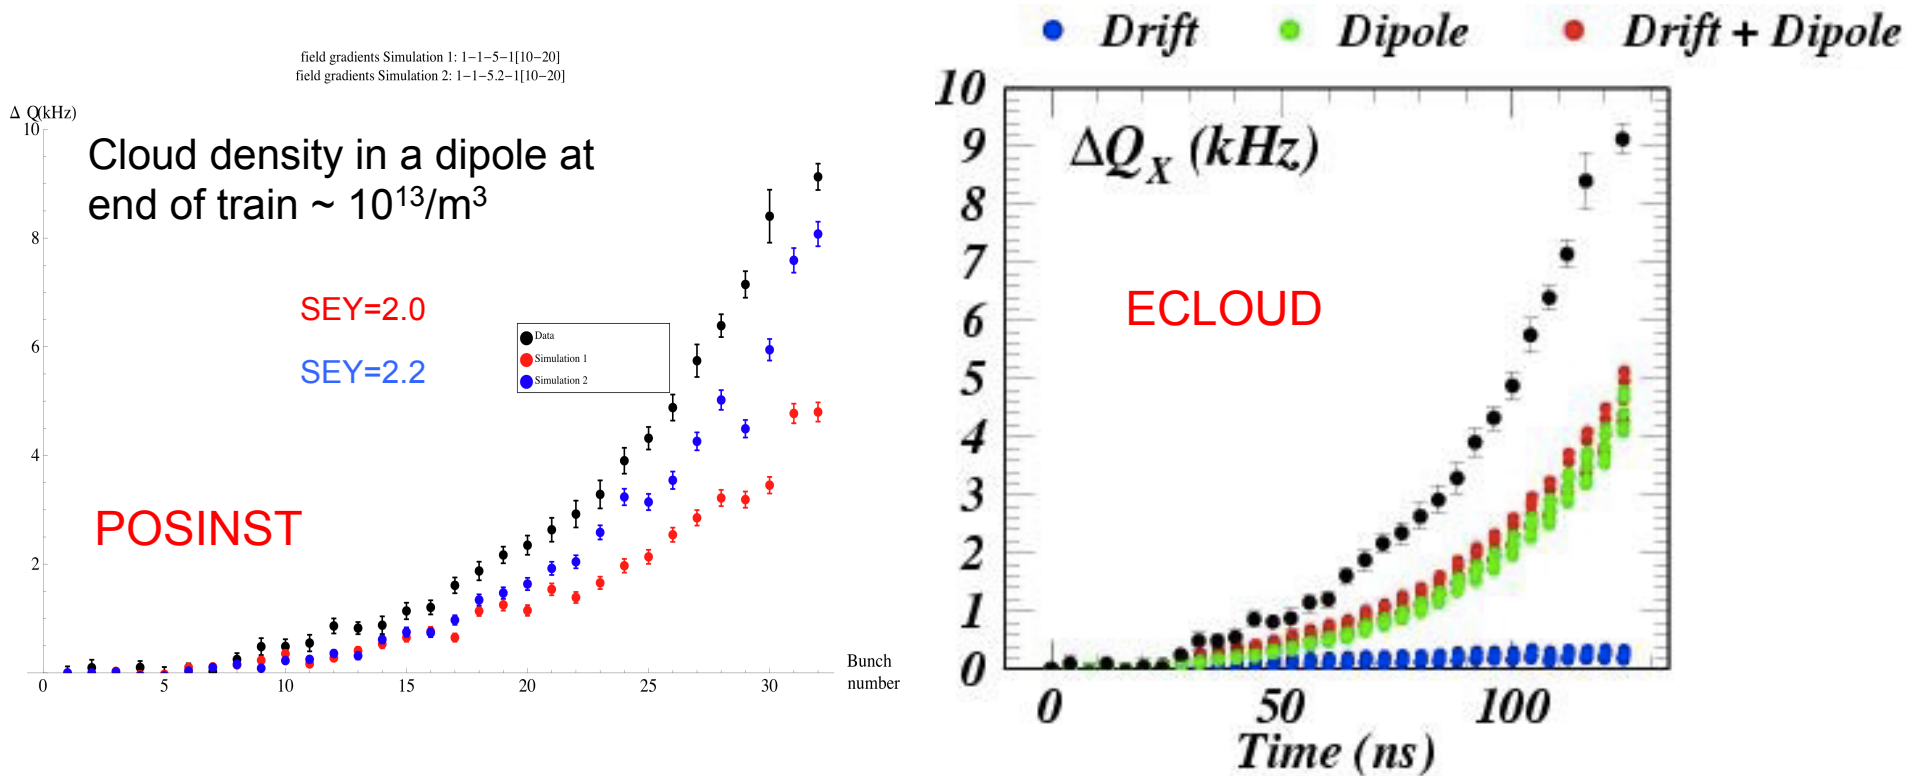 field gradients Simulation 1: 1−1−5−1[10−20]
field gradients Simulation 2: 1−1−5.2−1[10−20]
Δ Q(kHz)
10
8
6
4
2
Cloud density in a dipole at
end of train ~ 10¹³/m³
SEY=2.0
SEY=2.2
Data
Simulation 1
Simulation 2
POSINST
Bunch
number
0 5 10 15 20 25 30
Drift Dipole Drift + Dipole
10
9
8
7
6
5
4
3
2
1
0
ΔQX (kHz)
ECLOUD
0 50 100
Time (ns)